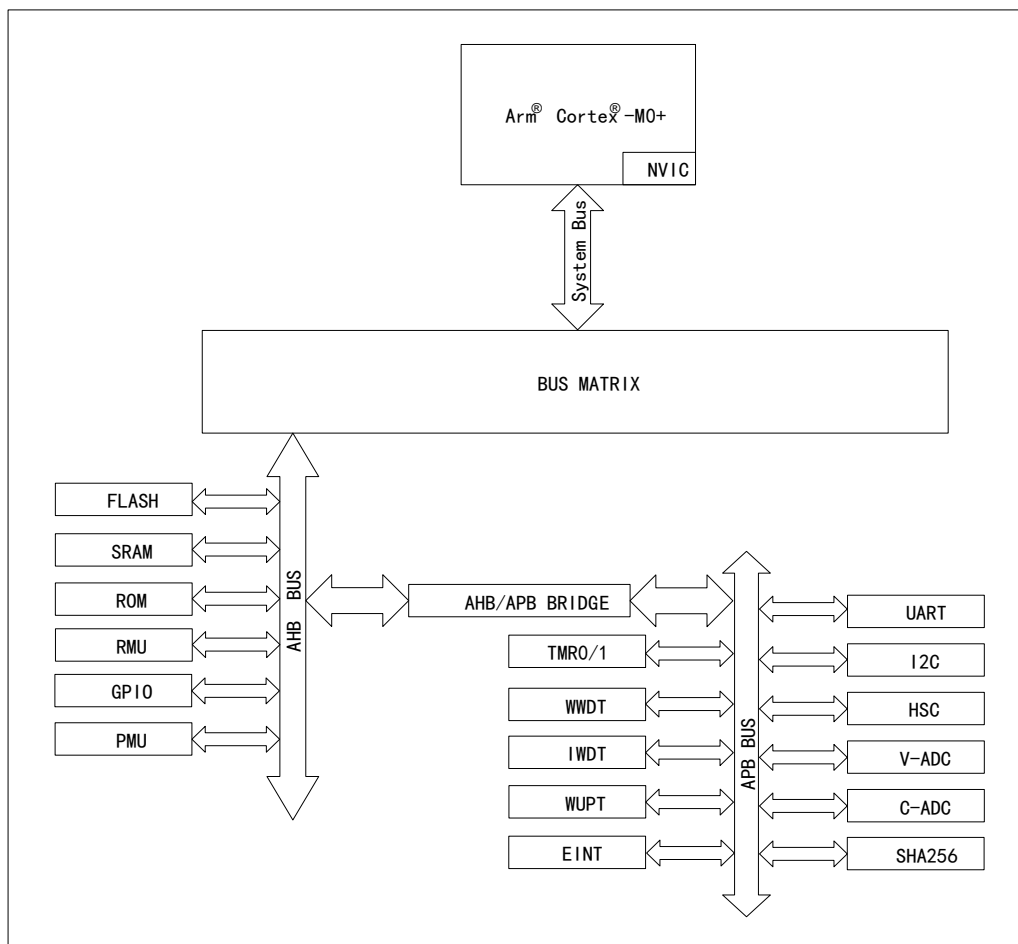 Arm® Cortex®-M0+
NVIC
System Bus
BUS MATRIX
FLASH
SRAM
ROM
RMU
GPIO
PMU
AHB BUS
AHB/APB BRIDGE
TMR0/1
WWDT
IWDT
WUPT
EINT
APB BUS
UART
I2C
HSC
V-ADC
C-ADC
SHA256